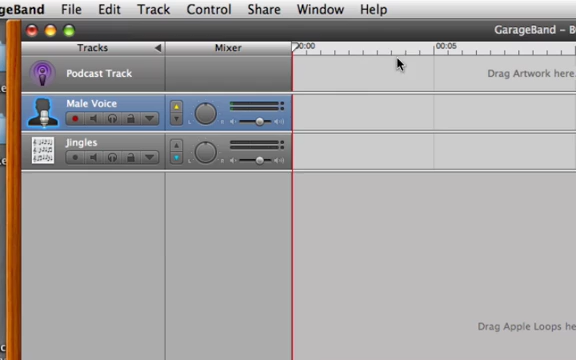 ageBand File Edit Track Control Share Window Help
GarageBand – B
Tracks Mixer 00:00 00:05
Podcast Track
Drag Artwork here.
Male Voice
Jingles
Drag Apple Loops he